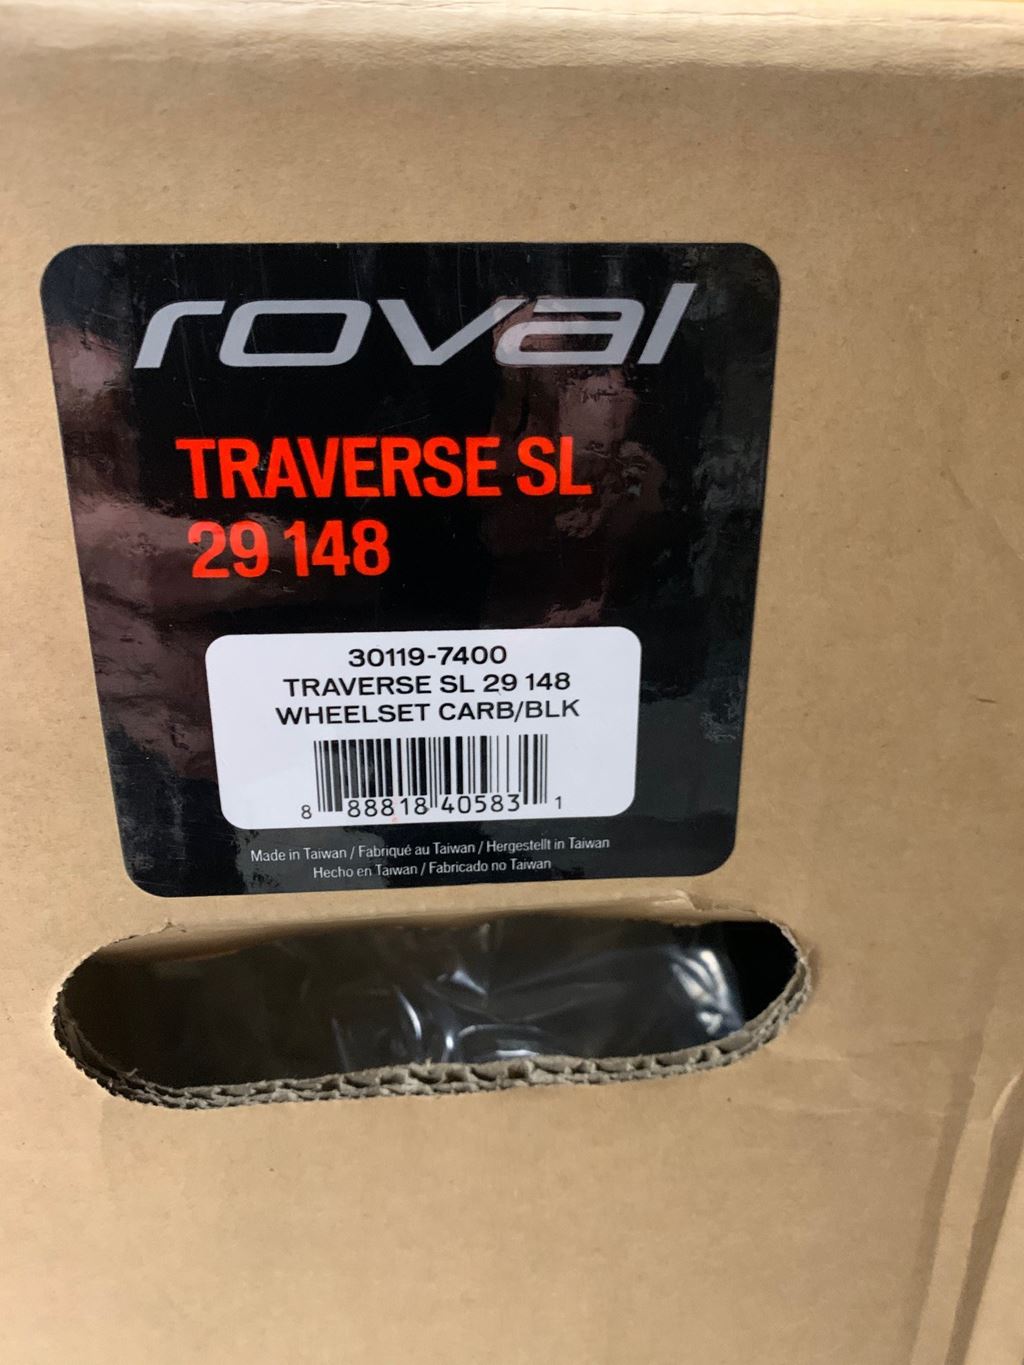 roval
TRAVERSE SL
29 148
30119-7400
TRAVERSE SL 29 148
WHEELSET CARB/BLK
8 88818 40583 1
Made in Taiwan / Fabriqué au Taiwan / Hergestellt in Taiwan
Hecho en Taiwan / Fabricado no Taiwan